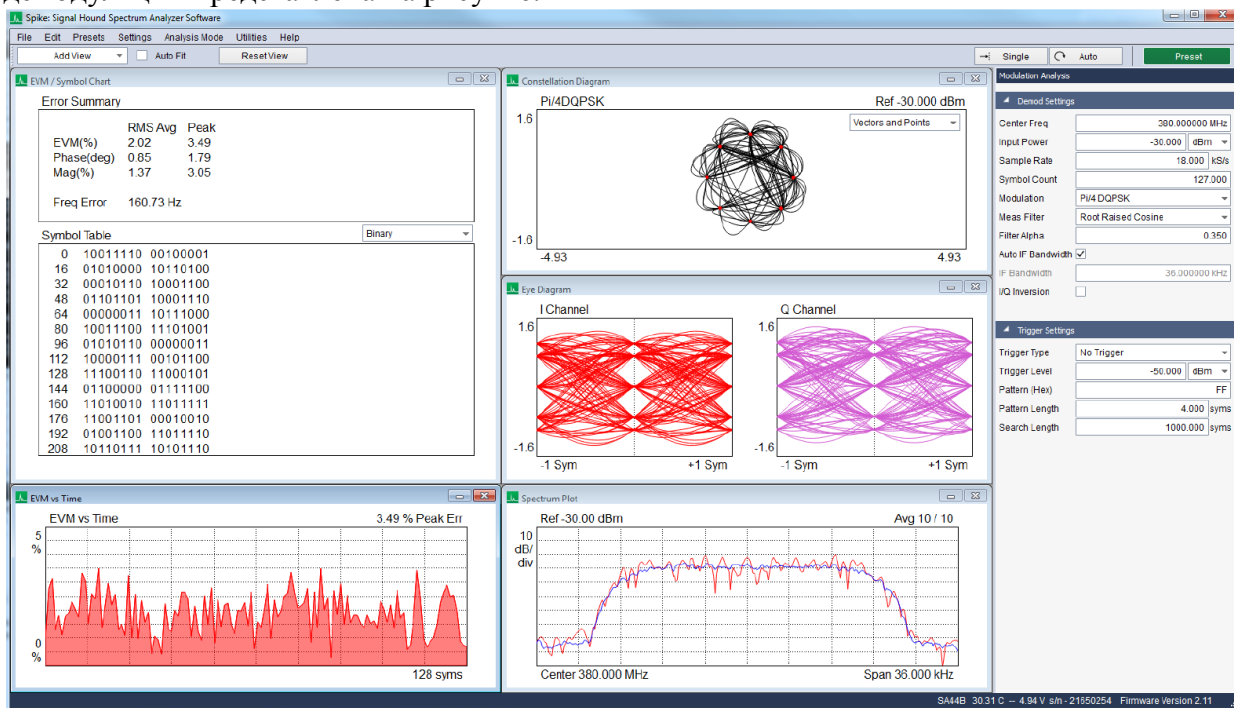 Spike: Signal Hound Spectrum Analyzer Software
File Edit Presets Settings Analysis Mode Utilities Help
Add View Auto Fit Reset View Single Auto Preset
EVM / Symbol Chart
Error Summary
RMS Avg Peak
EVM(%) 2.02 3.49
Phase(deg) 0.85 1.79
Mag(%) 1.37 3.05
Freq Error 160.73 Hz
Symbol Table Binary
0 10011110 00100001
16 01010000 10110100
32 00010110 10001100
48 01101101 10001110
64 00000011 10111000
80 10011100 11101001
96 01010110 00000011
112 10000111 00101100
128 11100110 11000101
144 01100000 01111100
160 11010010 11011111
176 11001101 00010010
192 01001100 11011110
208 10110111 10101110
Constellation Diagram
Pi/4DQPSK Ref -30.000 dBm
1.6 Vectors and Points
-1.6
-4.93 4.93
Eye Diagram
I Channel Q Channel
1.6 1.6
-1.6 -1.6
-1 Sym +1 Sym -1 Sym +1 Sym
EVM vs Time
EVM vs Time 3.49 % Peak Err
5
%
0
%
128 syms
Spectrum Plot
Ref -30.00 dBm Avg 10 / 10
10
dB/
div
Center 380.000 MHz Span 36.000 kHz
Modulation Analysis
Demod Settings
Center Freq 380.000000 MHz
Input Power -30.000 dBm
Sample Rate 18.000 kS/s
Symbol Count 127.000
Modulation Pi/4 DQPSK
Meas Filter Root Raised Cosine
Filter Alpha 0.350
Auto IF Bandwidth
IF Bandwidth 36.000000 kHz
I/Q Inversion
Trigger Settings
Trigger Type No Trigger
Trigger Level -50.000 dBm
Pattern (Hex) FF
Pattern Length 4.000 syms
Search Length 1000.000 syms
SA44B 30.31 C -- 4.94 V s/n - 21650254 Firmware Version 2.11